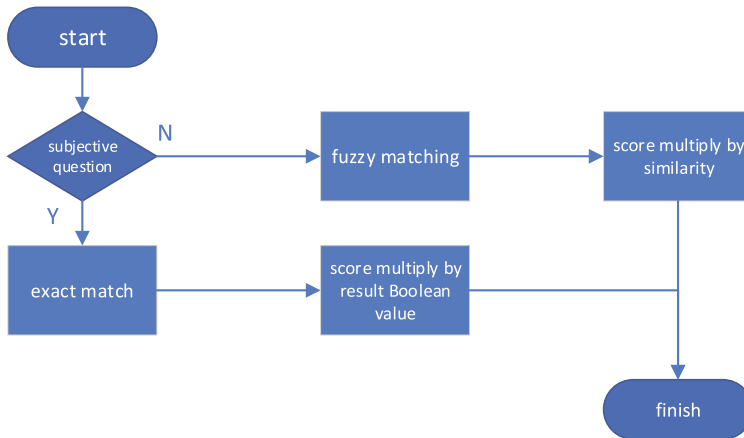 start
N
subjective
question
fuzzy matching
score multiply by
similarity
Y
exact match
score multiply by
result Boolean
value
finish